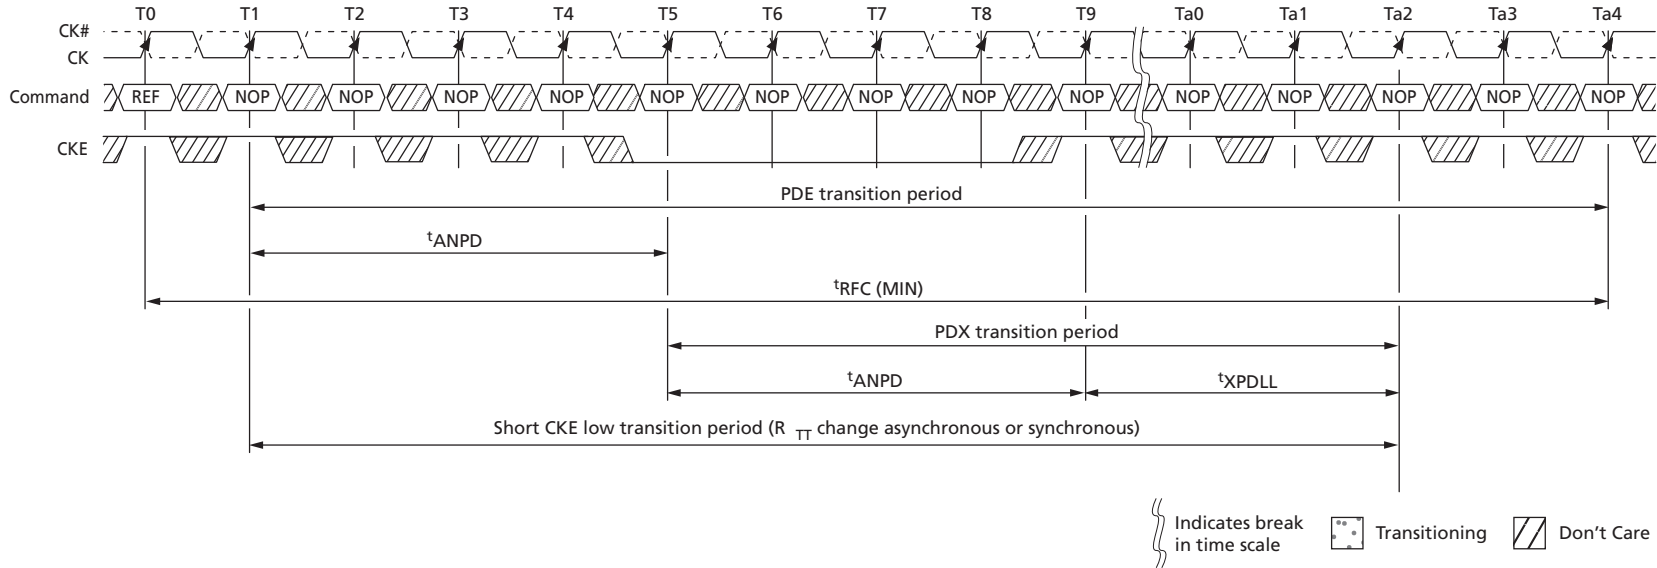 T0 T1 T2 T3 T4 T5 T6 T7 T8 T9 Ta0 Ta1 Ta2 Ta3 Ta4
CK#
CK
Command REF NOP NOP NOP NOP NOP NOP NOP NOP NOP NOP NOP NOP NOP NOP
CKE
PDE transition period
tANPD
tRFC (MIN)
PDX transition period
tANPD tXPDLL
Short CKE low transition period (R TT change asynchronous or synchronous)
Indicates break
in time scale
Transitioning
Don't Care